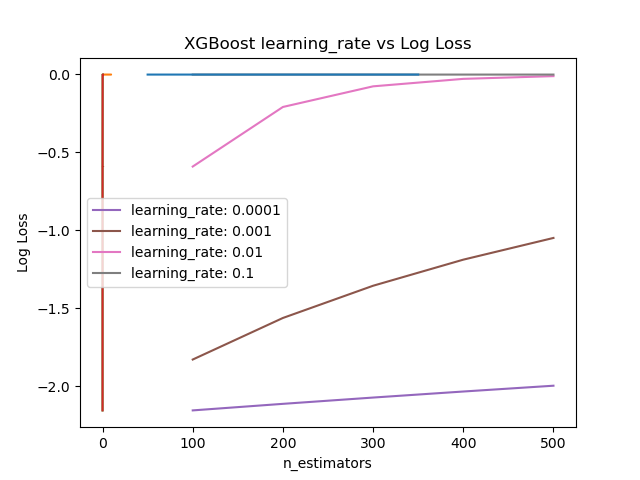 XGBoost learning_rate vs Log Loss
0.0
−0.5
−1.0
−1.5
−2.0
Log Loss
learning_rate: 0.0001
learning_rate: 0.001
learning_rate: 0.01
learning_rate: 0.1
0 100 200 300 400 500
n_estimators